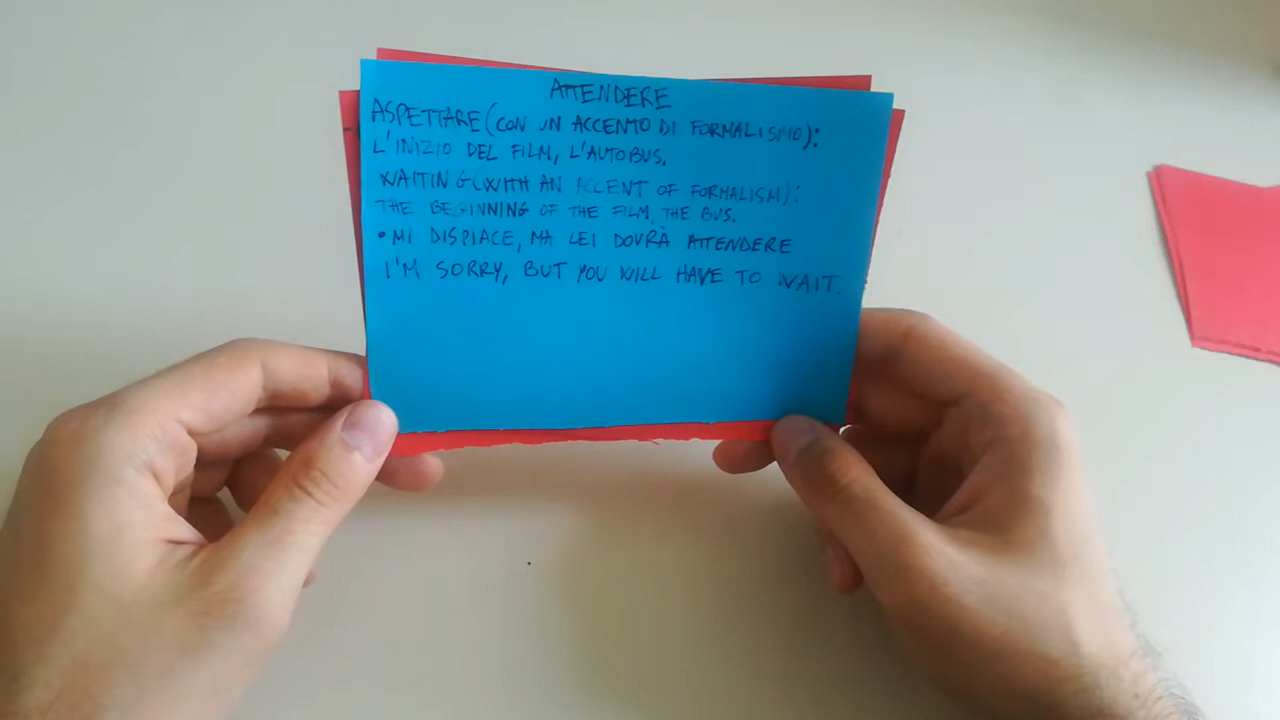 ATTENDERE
ASPETTARE (CON UN ACCENTO DI FORMALISMO):
L'INIZIO DEL FILM, L'AUTOBUS.
WAITING (WITH AN ACCENT OF FORMALISM):
THE BEGINNING OF THE FILM, THE BUS.
•MI DISPIACE, MA LEI DOVRÀ ATTENDERE
I'M SORRY, BUT YOU WILL HAVE TO WAIT.